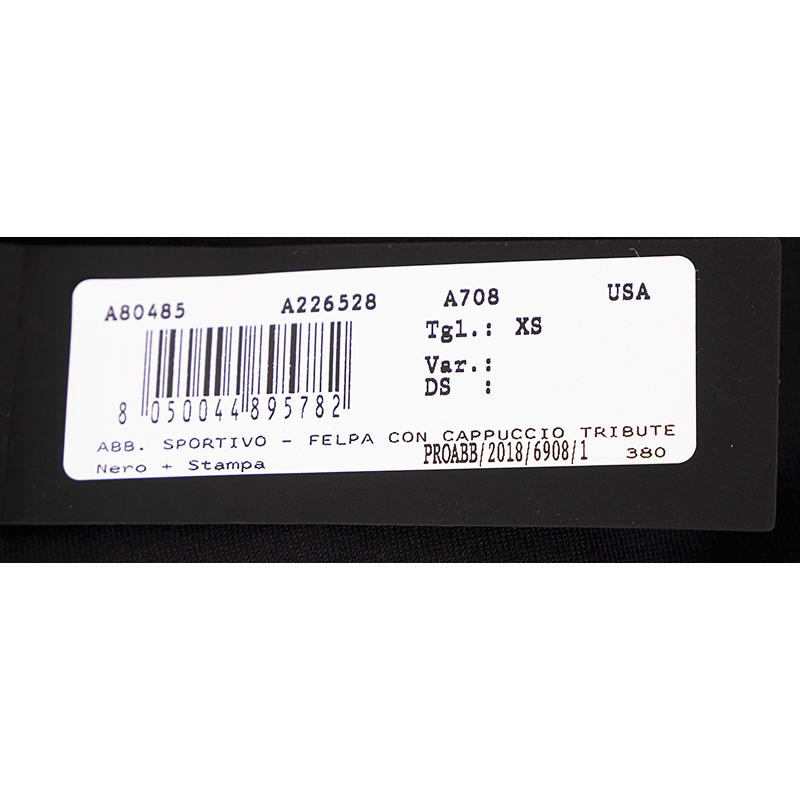 A80485 A226528 A708 USA
Tgl.: XS
Var.:
DS :
8 050044 895782
ABB. SPORTIVO - FELPA CON CAPPUCCIO TRIBUTE
Nero + Stampa PROABB/2018/6908/1 380